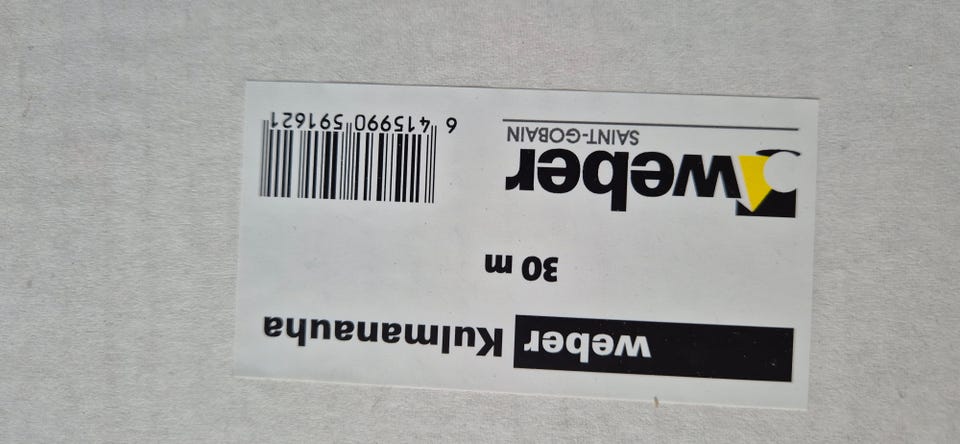 weber Kulmanauha
30 m
weber
SAINT-GOBAIN
6 415990 591621